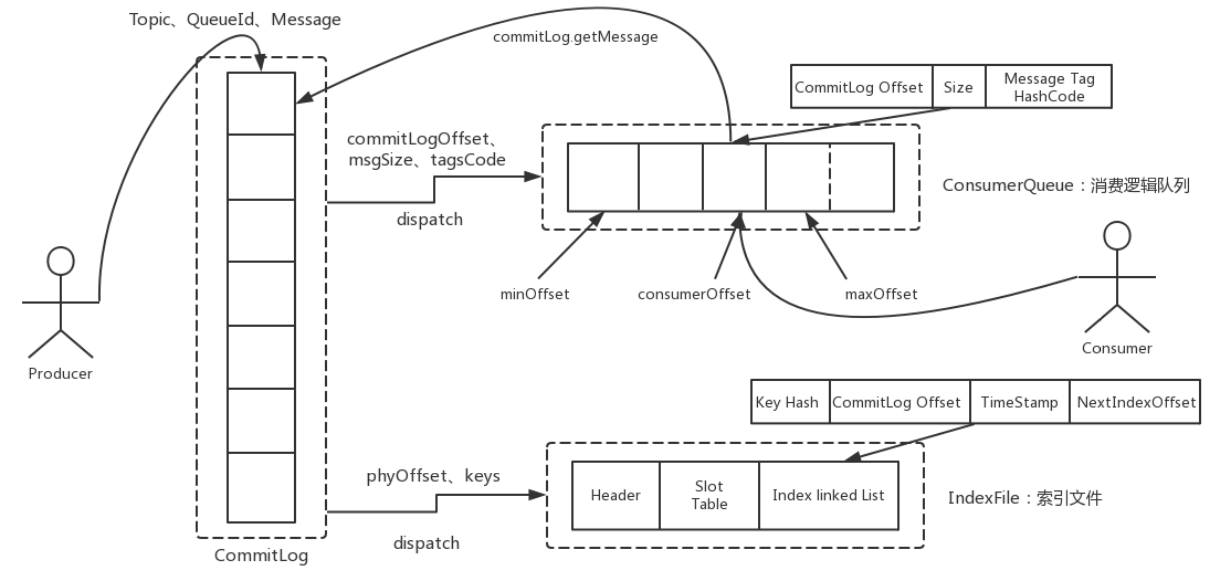 Topic、QueueId、Message
commitLog.getMessage
CommitLog Offset
Size
Message Tag
HashCode
commitLogOffset、
msgSize、tagsCode
dispatch
ConsumerQueue：消费逻辑队列
minOffset
consumerOffset
maxOffset
Producer
Consumer
Key Hash
CommitLog Offset
TimeStamp
NextIndexOffset
phyOffset、keys
dispatch
Header
Slot
Table
Index linked List
IndexFile：索引文件
CommitLog